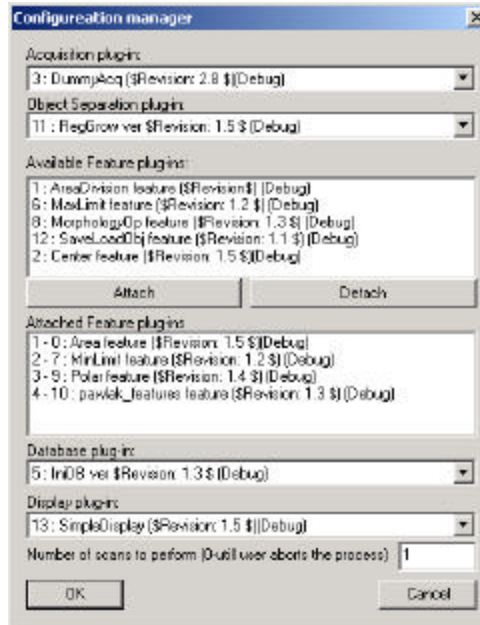 Configureation manager
Acquisition plug-in:
3 : DummyAcq ($Revision: 2.8 $)(Debug)
Object Separation plug-in:
11 : RegGrow ver $Revision: 1.5 $ (Debug)
Available Feature plug-ins:
1 : AreaDivision feature ($Revision$) (Debug)
6 : MaxLimit feature ($Revision: 1.2 $) (Debug)
8 : MorphologyOp feature ($Revision: 1.3 $) (Debug)
12 : SaveLoadObj feature ($Revision: 1.1 $) (Debug)
2 : Center feature ($Revision: 1.5 $)(Debug)
Attach Detach
Attached Feature plug-ins
1 - 0 : Area feature ($Revision: 1.5 $)(Debug)
2 - 7 : MinLimit feature ($Revision: 1.2 $) (Debug)
3 - 9 : Polar feature ($Revision: 1.4 $) (Debug)
4 - 10 : pawlak_features feature ($Revision: 1.3 $) (Debug)
Database plug-in:
5 : IniDB ver $Revision: 1.3 $ (Debug)
Display plug-in:
13 : SimpleDisplay ($Revision: 1.5 $)(Debug)
Number of scans to perform (0-util user aborts the process) 1
OK Cancel